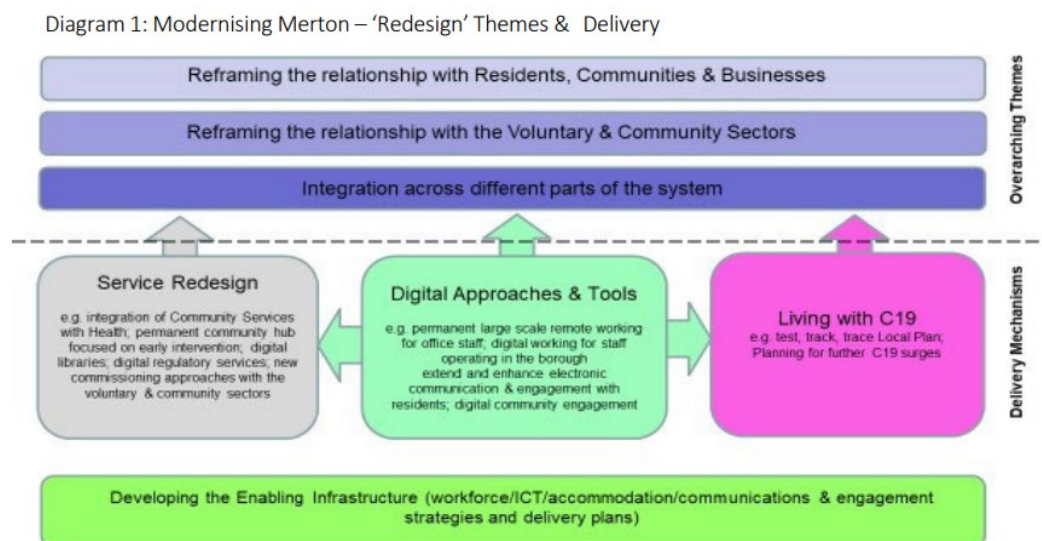 Diagram 1: Modernising Merton – ‘Redesign’ Themes & Delivery
Reframing the relationship with Residents, Communities & Businesses
Reframing the relationship with the Voluntary & Community Sectors
Integration across different parts of the system
Overarching Themes
Service Redesign
e.g. integration of Community Services
with Health; permanent community hub
focused on early intervention; digital
libraries; digital regulatory services; new
commissioning approaches with the
voluntary & community sectors
Digital Approaches & Tools
e.g. permanent large scale remote working
for office staff; digital working for staff
operating in the borough
extend and enhance electronic
communication & engagement with
residents; digital community engagement
Living with C19
e.g. test, track, trace Local Plan;
Planning for further C19 surges
Delivery Mechanisms
Developing the Enabling Infrastructure (workforce/ICT/accommodation/communications & engagement
strategies and delivery plans)